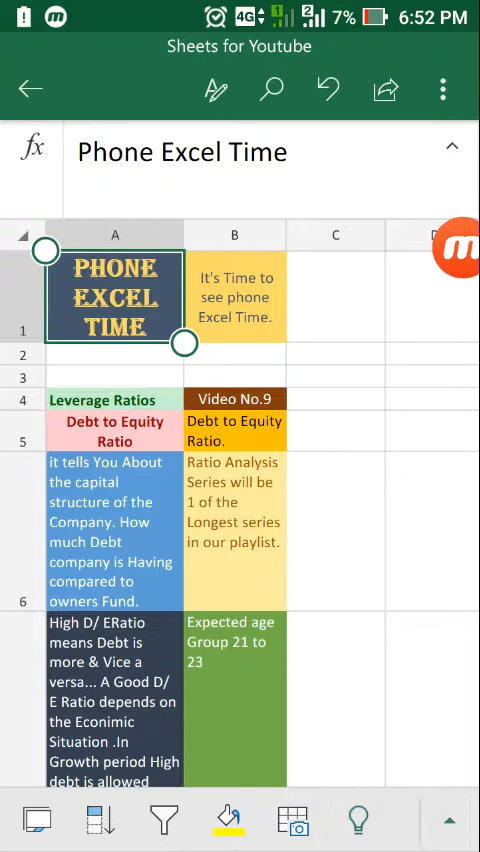 4G 1 2 7% 6:52 PM
Sheets for Youtube
fx Phone Excel Time
A B C D
PHONE
EXCEL
TIME
It's Time to
see phone
Excel Time.
1
2
3
4 Leverage Ratios Video No.9
Debt to Equity
Ratio
Debt to Equity
Ratio.
5
it tells You About
the capital
structure of the
Company. How
much Debt
company is Having
compared to
owners Fund.
Ratio Analysis
Series will be
1 of the
Longest series
in our playlist.
6
High D/ ERatio
means Debt is
more & Vice a
versa... A Good D/
E Ratio depends on
the Econimic
Situation .In
Growth period High
debt is allowed
Expected age
Group 21 to
23